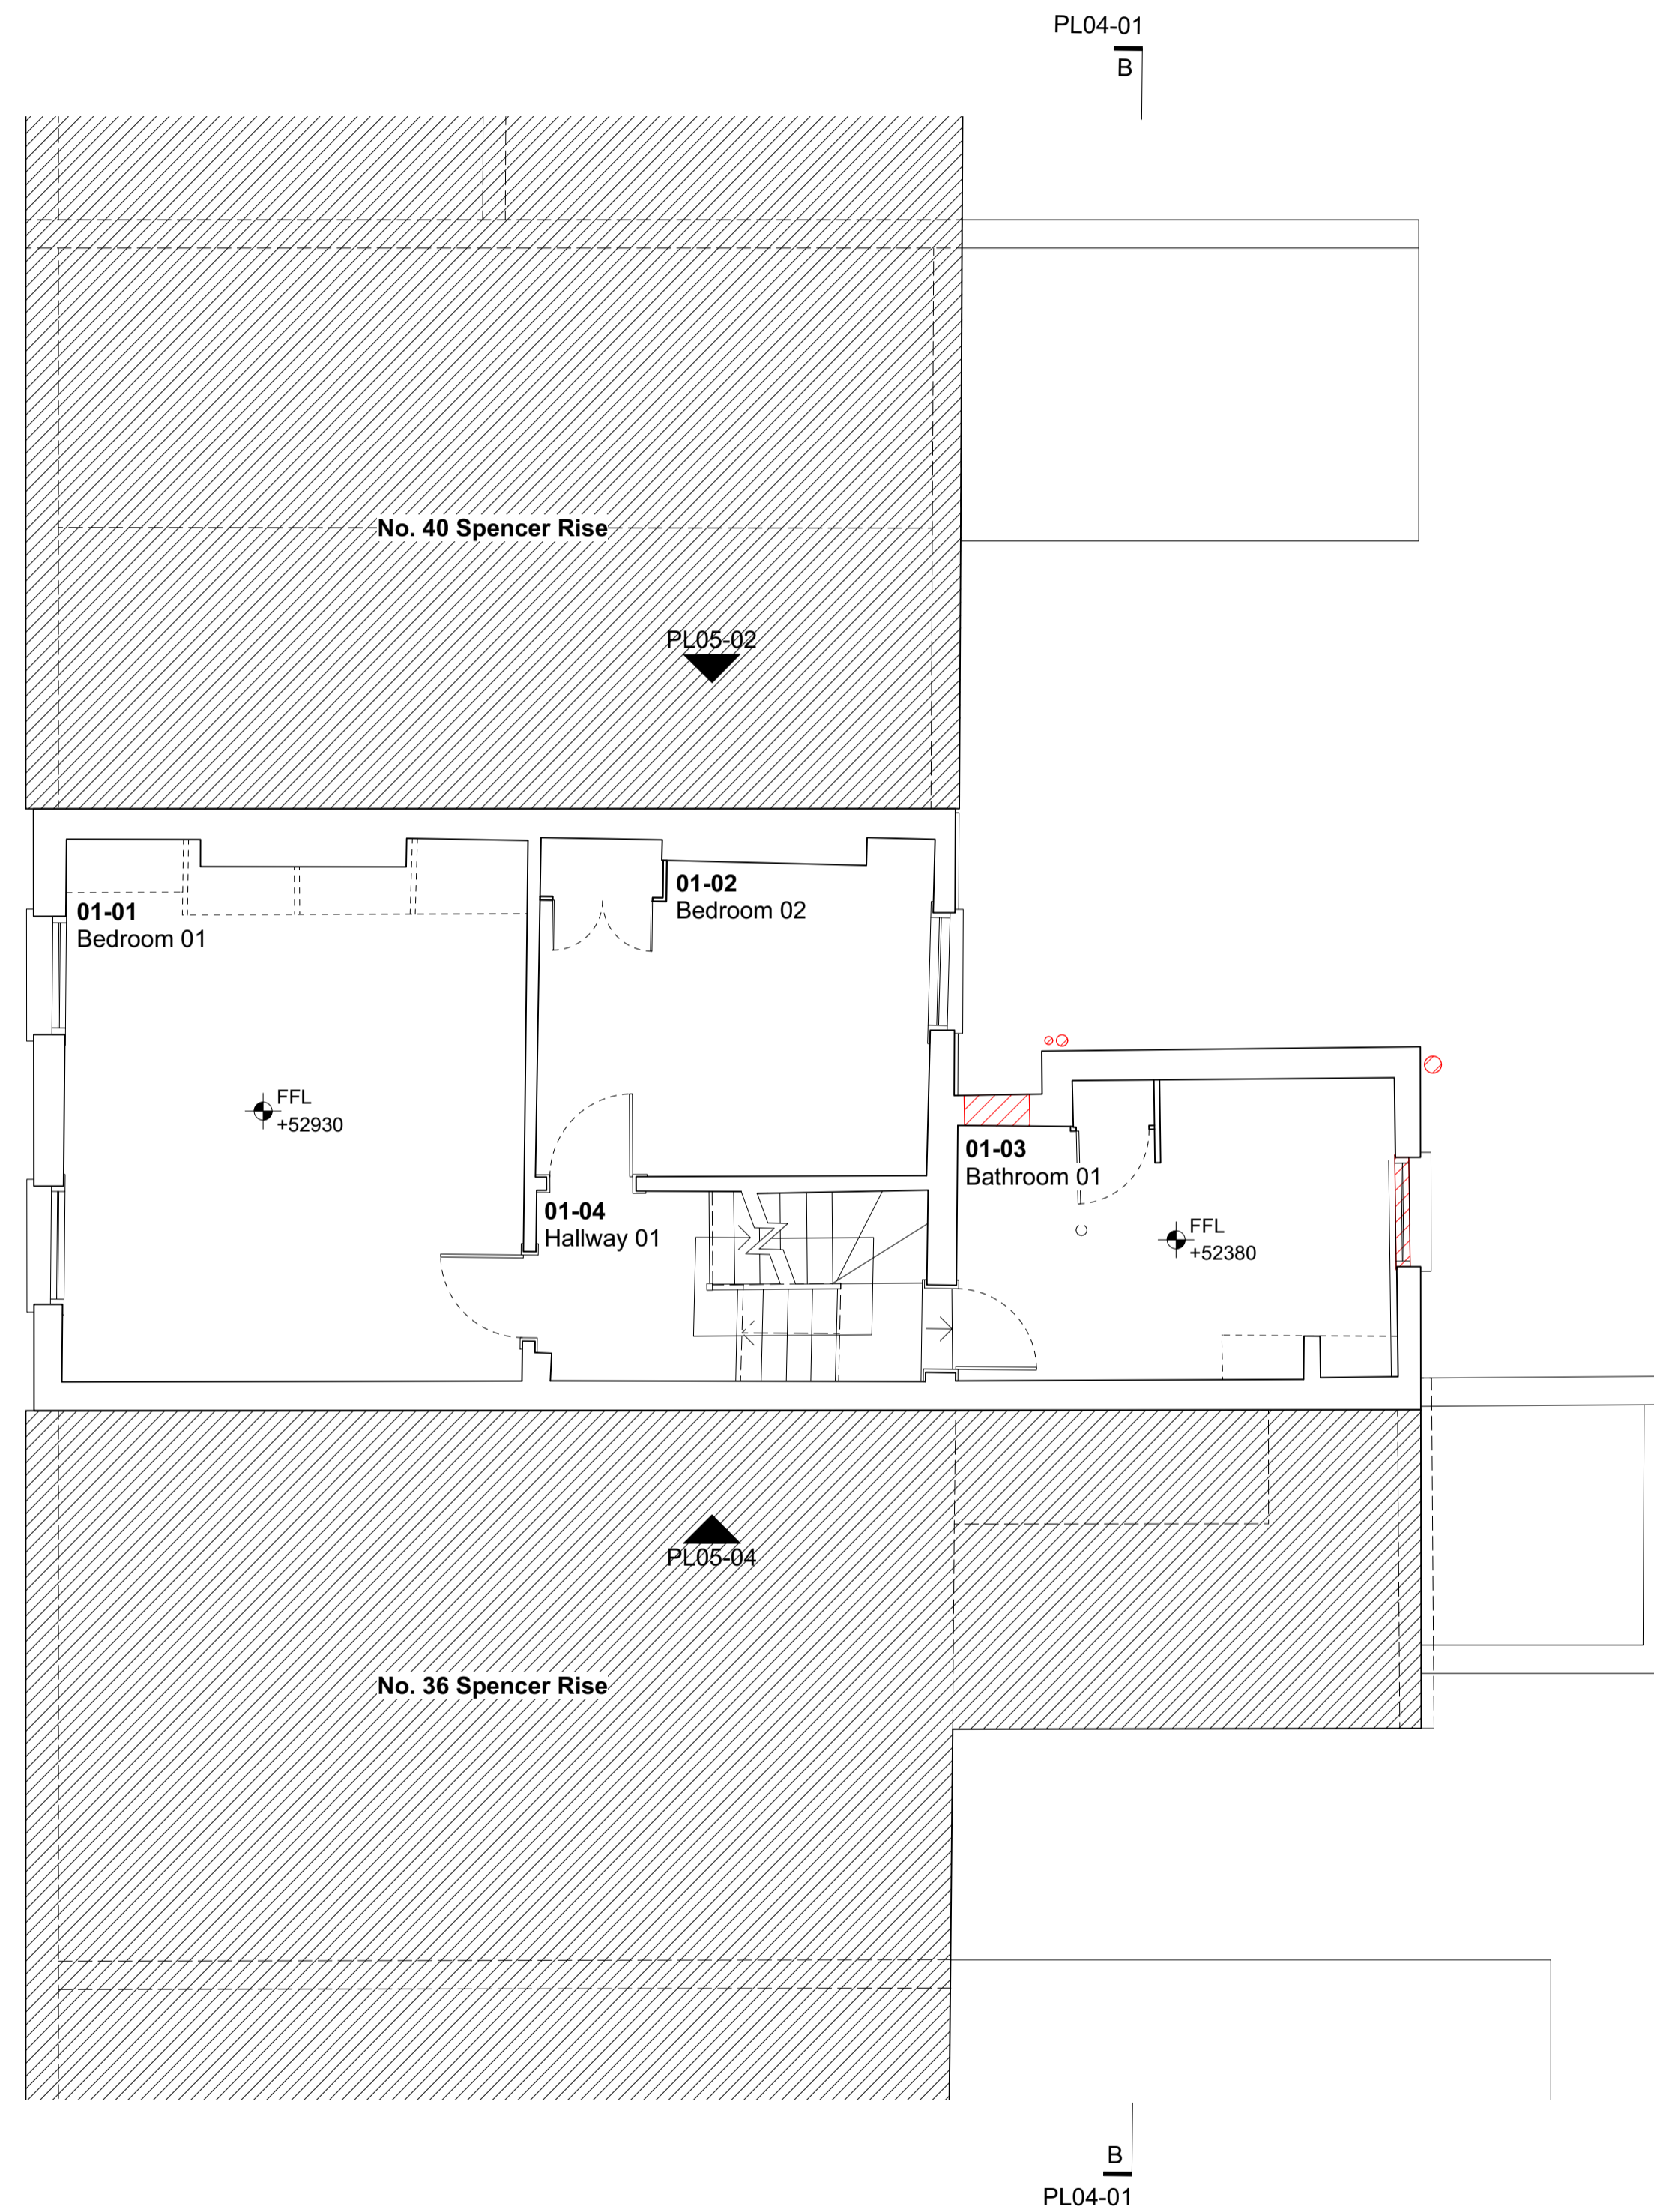 PL04-01
B
No. 40 Spencer Rise
PL05-02
01-01
Bedroom 01
01-02
Bedroom 02
FFL
+52930
01-03
Bathroom 01
01-04
Hallway 01
FFL
+52380
PL05-04
No. 36 Spencer Rise
B
PL04-01